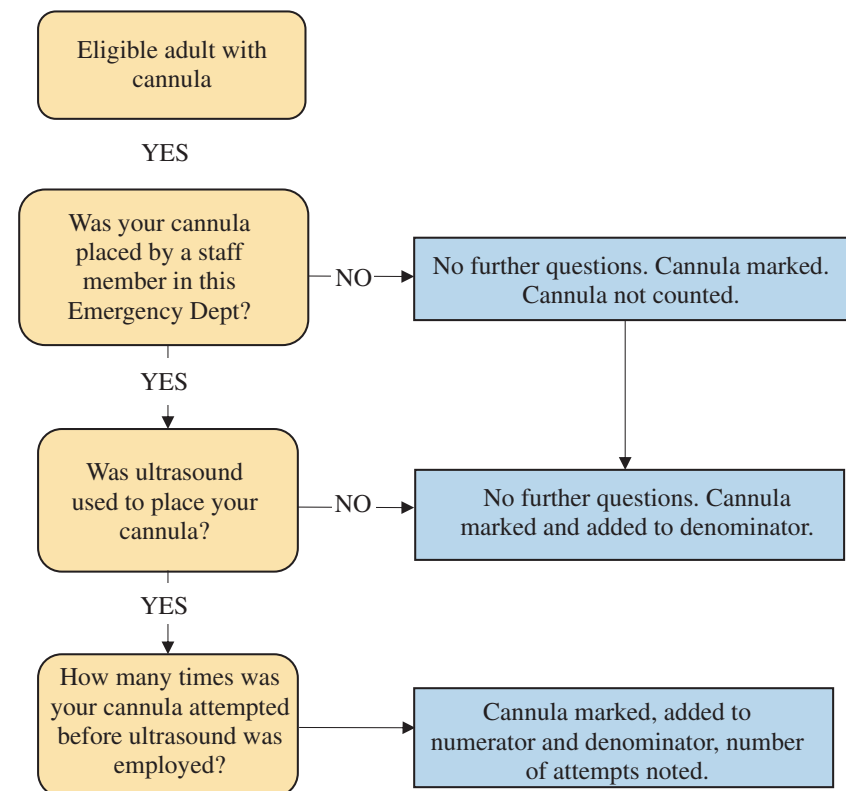 Eligible adult with
cannula
YES
Was your cannula
placed by a staff
member in this
Emergency Dept?
NO
No further questions. Cannula marked.
Cannula not counted.
YES
Was ultrasound
used to place your
cannula?
NO
No further questions. Cannula
marked and added to denominator.
YES
How many times was
your cannula attempted
before ultrasound was
employed?
Cannula marked, added to
numerator and denominator, number
of attempts noted.